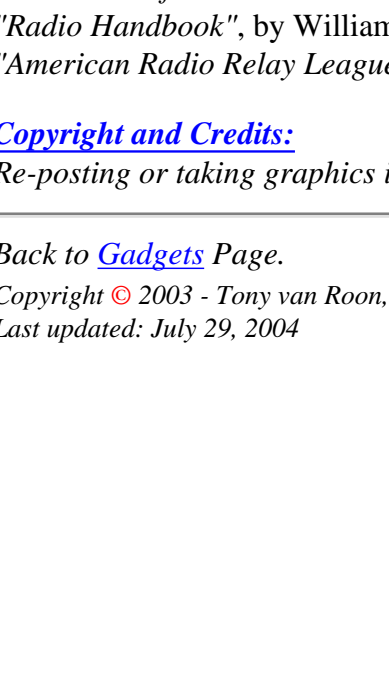 "Radio Handbook", by William
"American Radio Relay League
Copyright and Credits:
Re-posting or taking graphics i
Back to Gadgets Page.
Copyright © 2003 - Tony van Roon,
Last updated: July 29, 2004